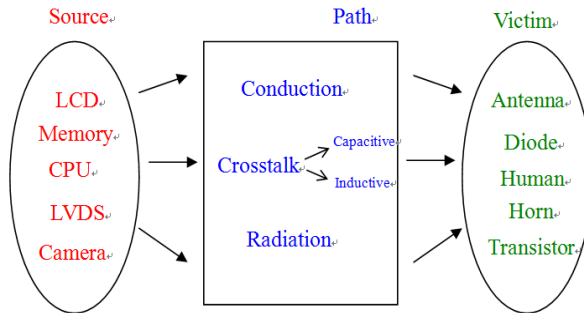 Source
Path
Victim
LCD
Memory
CPU
LVDS
Camera
Conduction
Crosstalk
Capacitive
Inductive
Radiation
Antenna
Diode
Human
Horn
Transistor